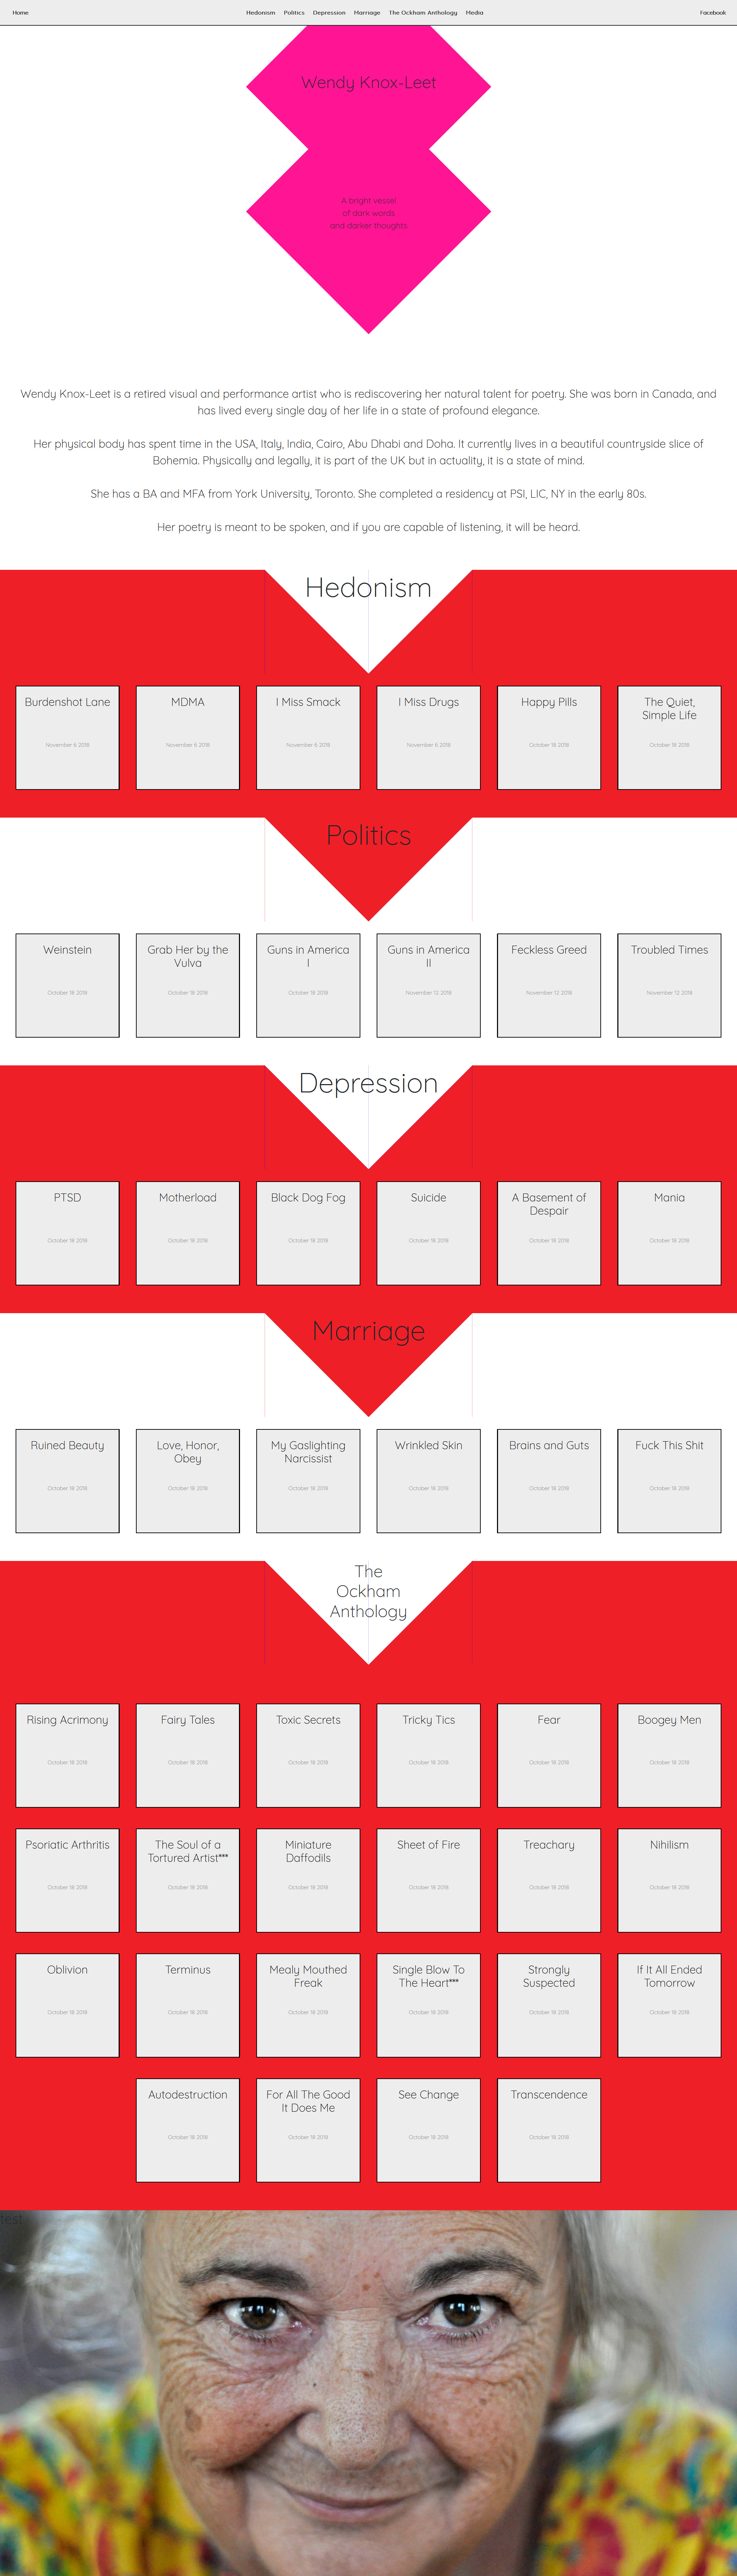 Home Hedonism Politics Depression Marriage The Ockham Anthology Media Facebook
Wendy Knox-Leet
A bright vessel
of dark words
and darker thoughts
Wendy Knox-Leet is a retired visual and performance artist who is rediscovering her natural talent for poetry. She was born in Canada, and
has lived every single day of her life in a state of profound elegance.
Her physical body has spent time in the USA, Italy, India, Cairo, Abu Dhabi and Doha. It currently lives in a beautiful countryside slice of
Bohemia. Physically and legally, it is part of the UK but in actuality, it is a state of mind.
She has a BA and MFA from York University, Toronto. She completed a residency at PSI, LIC, NY in the early 80s.
Her poetry is meant to be spoken, and if you are capable of listening, it will be heard.
Hedonism
Burdenshot Lane
November 6 2018
MDMA
November 6 2018
I Miss Smack
November 6 2018
I Miss Drugs
November 6 2018
Happy Pills
October 18 2018
The Quiet,
Simple Life
October 18 2018
Politics
Weinstein
October 18 2018
Grab Her by the
Vulva
October 18 2018
Guns in America
I
October 18 2018
Guns in America
II
November 12 2018
Feckless Greed
November 12 2018
Troubled Times
November 12 2018
Depression
PTSD
October 18 2018
Motherload
October 18 2018
Black Dog Fog
October 18 2018
Suicide
October 18 2018
A Basement of
Despair
October 18 2018
Mania
October 18 2018
Marriage
Ruined Beauty
October 18 2018
Love, Honor,
Obey
October 18 2018
My Gaslighting
Narcissist
October 18 2018
Wrinkled Skin
October 18 2018
Brains and Guts
October 18 2018
Fuck This Shit
October 18 2018
The
Ockham
Anthology
Rising Acrimony
October 18 2018
Fairy Tales
October 18 2018
Toxic Secrets
October 18 2018
Tricky Tics
October 18 2018
Fear
October 18 2018
Boogey Men
October 18 2018
Psoriatic Arthritis
October 18 2018
The Soul of a
Tortured Artist***
October 18 2018
Miniature
Daffodils
October 18 2018
Sheet of Fire
October 18 2018
Treachary
October 18 2018
Nihilism
October 18 2018
Oblivion
October 18 2018
Terminus
October 18 2018
Mealy Mouthed
Freak
October 18 2018
Single Blow To
The Heart***
October 18 2018
Strongly
Suspected
October 18 2018
If It All Ended
Tomorrow
October 18 2018
Autodestruction
October 18 2018
For All The Good
It Does Me
October 18 2018
See Change
October 18 2018
Transcendence
October 18 2018
test